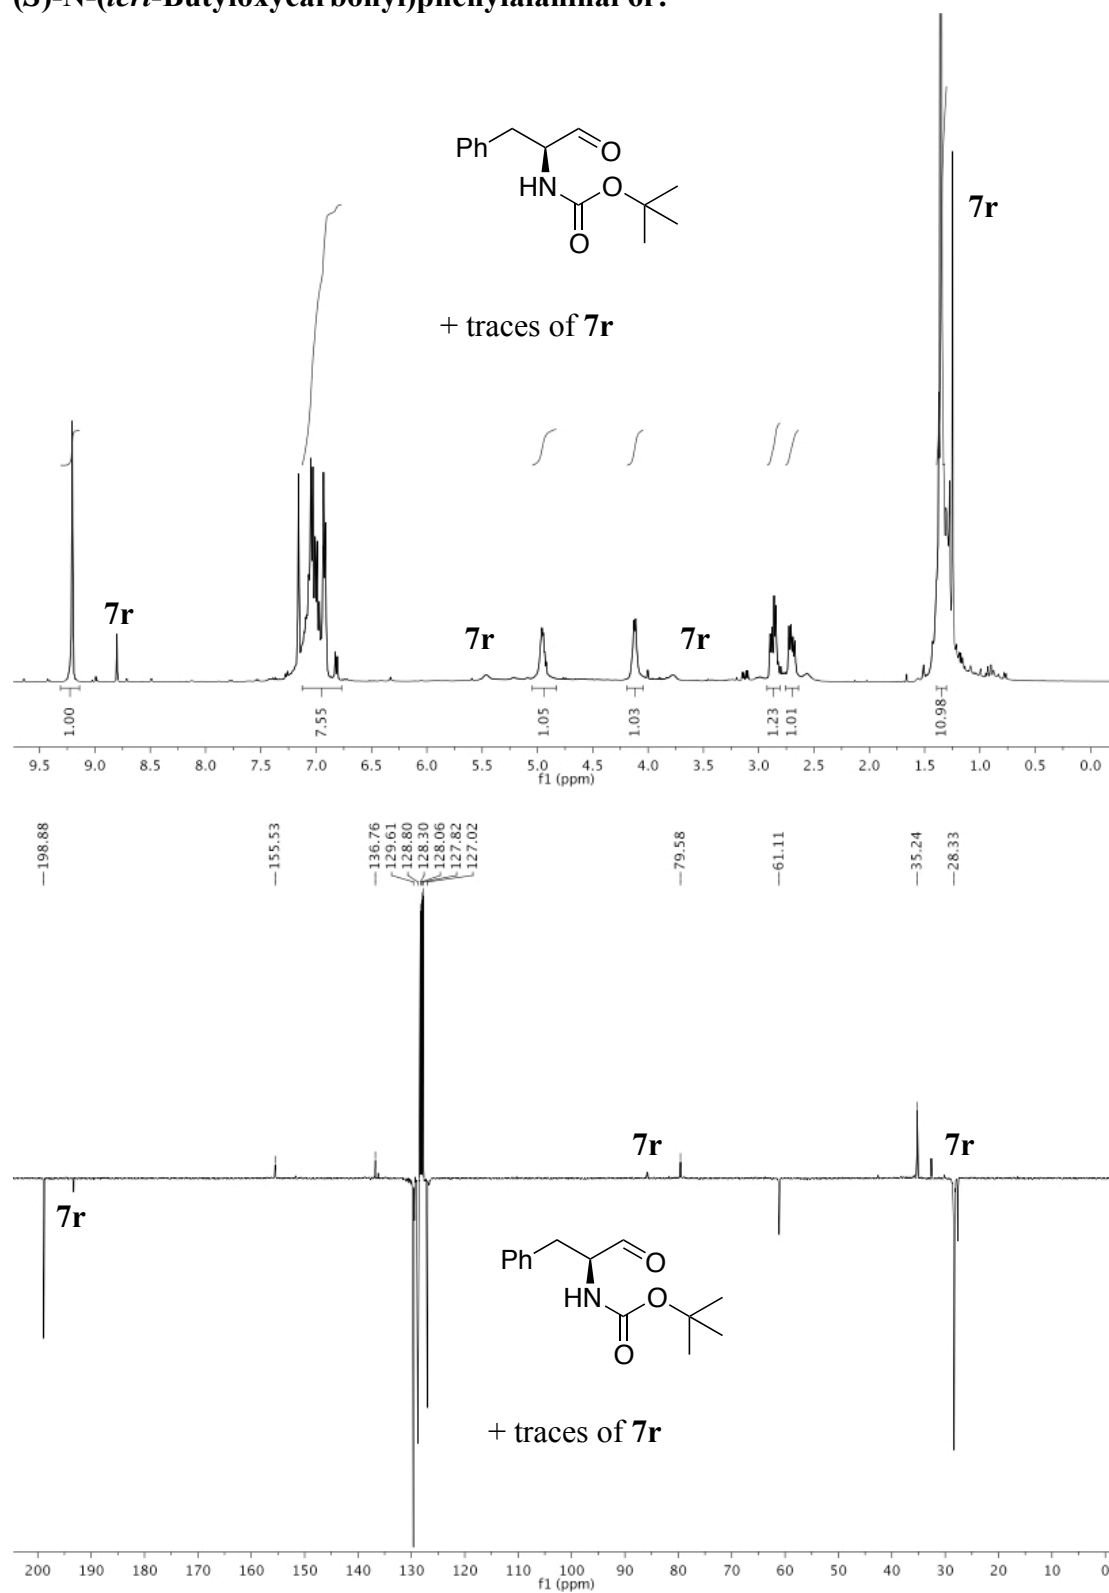 (S)-N-(tert-Butyloxycarbonyl)phenylalaninal 6r:
Ph
O
HN
O
O
7r
+ traces of 7r
7r
7r
7r
1.00
7.55
1.05
1.03
1.23
1.01
10.98
9.5 9.0 8.5 8.0 7.5 7.0 6.5 6.0 5.5 5.0 4.5 4.0 3.5 3.0 2.5 2.0 1.5 1.0 0.5 0.0
f1 (ppm)
198.88
155.53
136.76
129.61
128.80
128.30
128.06
127.82
127.02
79.58
61.11
35.24
28.33
7r
7r
7r
Ph
O
HN
O
O
+ traces of 7r
200 190 180 170 160 150 140 130 120 110 100 90 80 70 60 50 40 30 20 10 0
f1 (ppm)